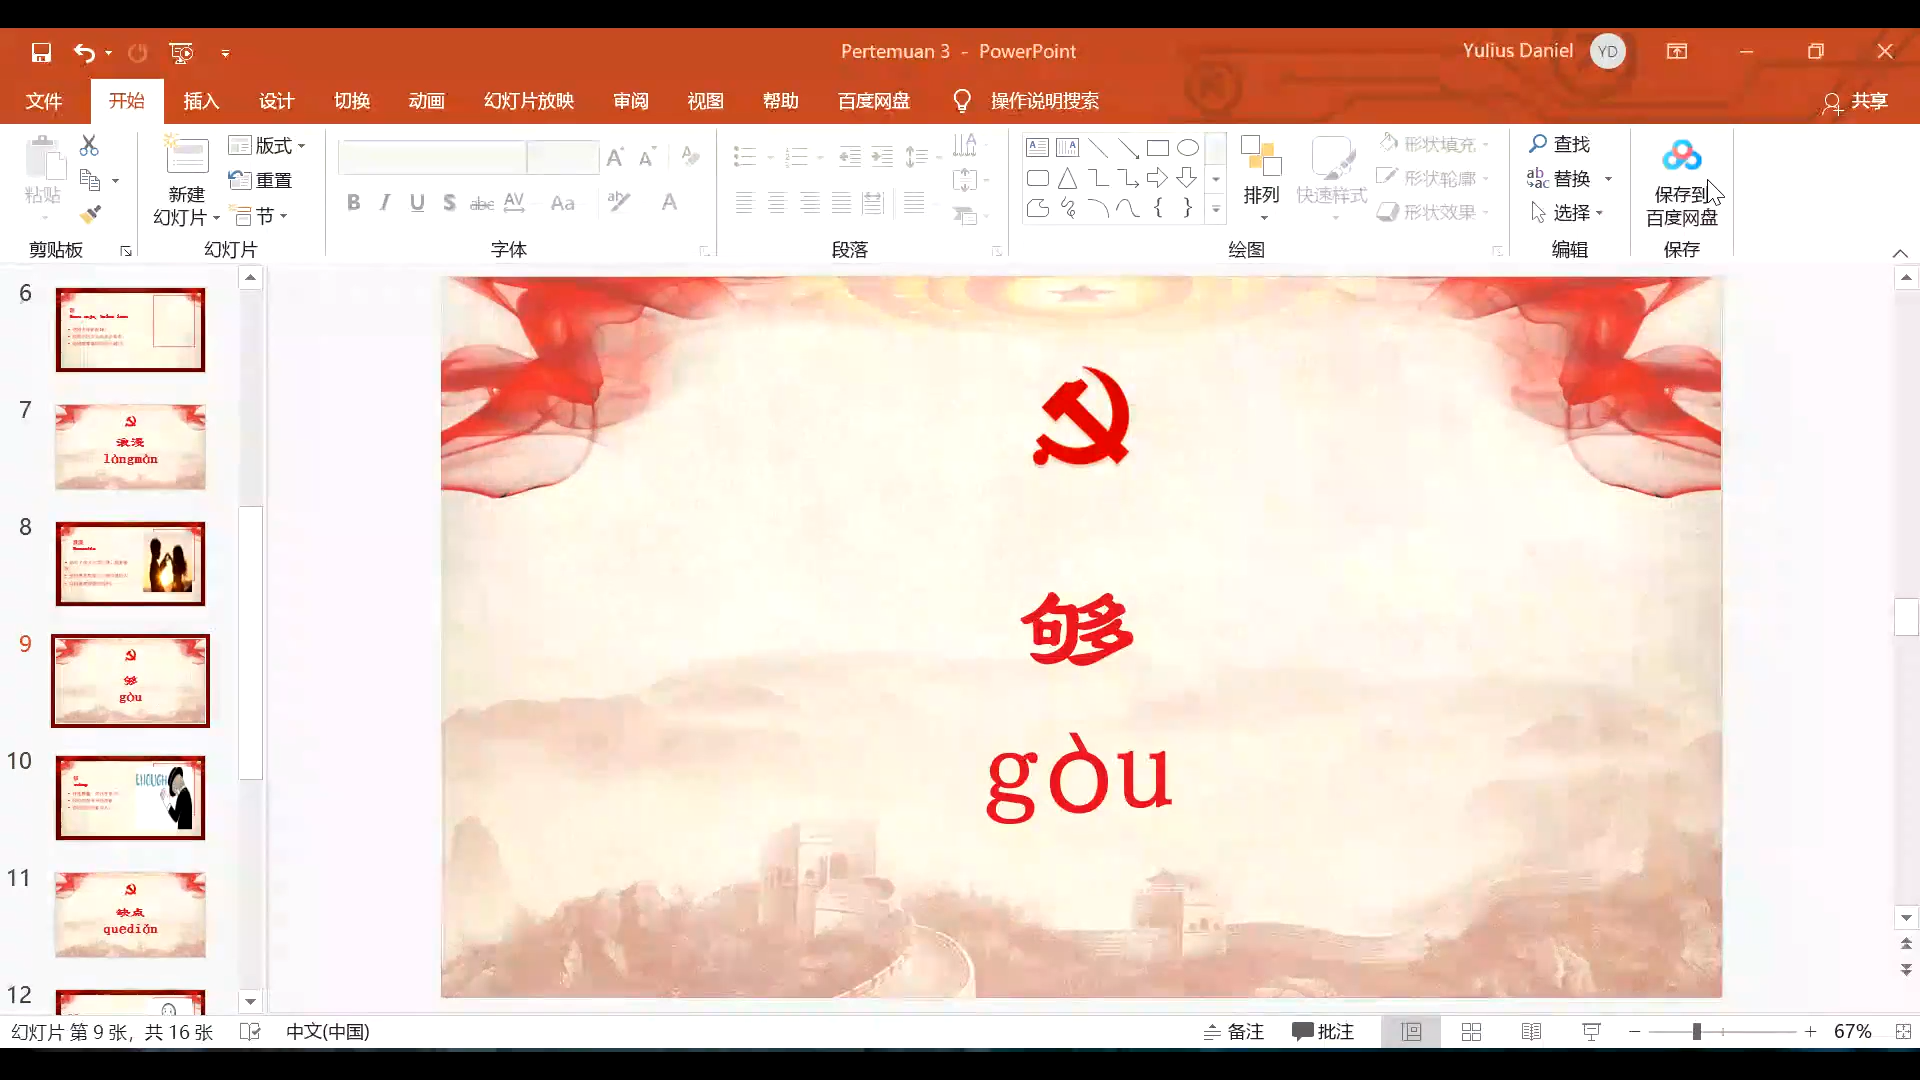 Pertemuan 3 - PowerPoint
Yulius Daniel
YD
文件 开始 插入 设计 切换 动画 幻灯片放映 审阅 视图 帮助 百度网盘 操作说明搜索 共享
粘贴
剪贴板
新建
幻灯片
版式
重置
节
幻灯片
B I U S abc AV Aa A
字体
段落
排列
快速样式
形状填充
形状轮廓
形状效果
绘图
查找
替换
选择
编辑
保存到
百度网盘
保存
6
7
浪漫
làngmàn
8
9
够
gòu
10
ENOUGH
11
缺点
quēdiǎn
12
够
gòu
幻灯片 第 9 张，共 16 张
中文(中国)
备注
批注
67%